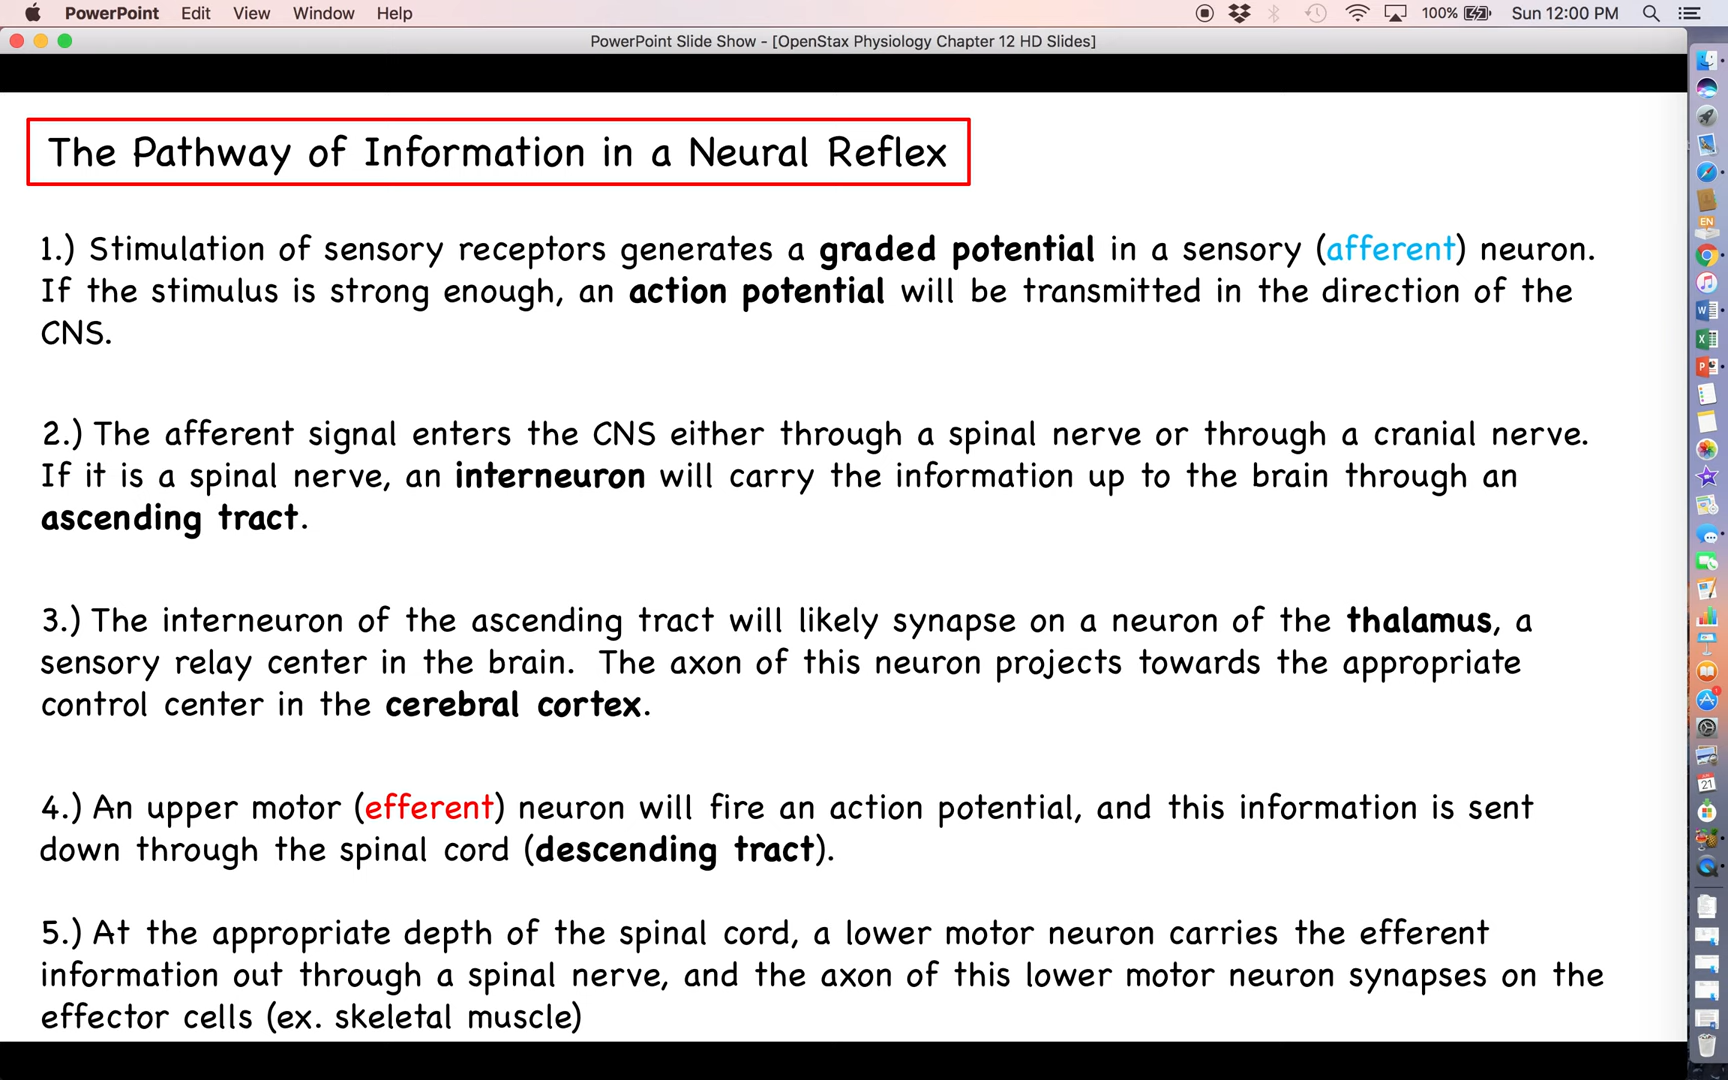 PowerPoint Edit View Window Help 100% Sun 12:00 PM
PowerPoint Slide Show - [OpenStax Physiology Chapter 12 HD Slides]
The Pathway of Information in a Neural Reflex
1.) Stimulation of sensory receptors generates a graded potential in a sensory (afferent) neuron.
If the stimulus is strong enough, an action potential will be transmitted in the direction of the
CNS.
2.) The afferent signal enters the CNS either through a spinal nerve or through a cranial nerve.
If it is a spinal nerve, an interneuron will carry the information up to the brain through an
ascending tract.
3.) The interneuron of the ascending tract will likely synapse on a neuron of the thalamus, a
sensory relay center in the brain. The axon of this neuron projects towards the appropriate
control center in the cerebral cortex.
4.) An upper motor (efferent) neuron will fire an action potential, and this information is sent
down through the spinal cord (descending tract).
5.) At the appropriate depth of the spinal cord, a lower motor neuron carries the efferent
information out through a spinal nerve, and the axon of this lower motor neuron synapses on the
effector cells (ex. skeletal muscle)
EN
W
X
P
21